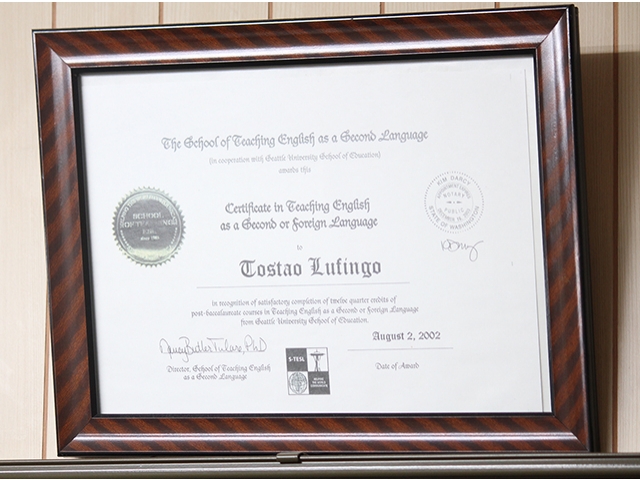 The School of Teaching English as a Second Language
(in cooperation with Seattle University School of Education)
awards this
SCHOOL
KIM DARCY
NOTARY
PUBLIC
STATE OF WASHINGTON
Certificate in Teaching English
as a Second or Foreign Language
to
Tostao Lufingo
in recognition of satisfactory completion of twelve quarter credits of
post-baccalaureate courses in Teaching English as a Second or Foreign Language
from Seattle University School of Education.
August 2, 2002
Director, School of Teaching English
as a Second Language
S-TESL
Date of Award